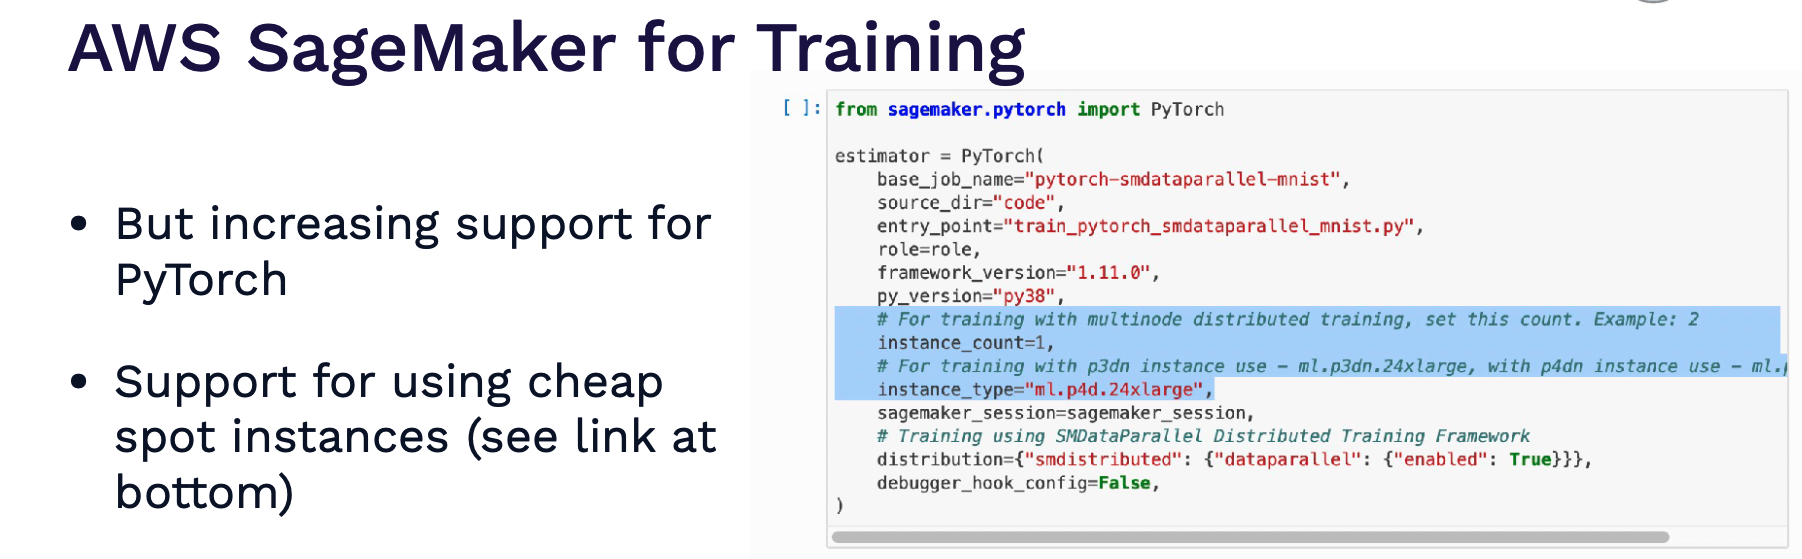 AWS SageMaker for Training
• But increasing support for
PyTorch
• Support for using cheap
spot instances (see link at
bottom)
[ ]: from sagemaker.pytorch import PyTorch
estimator = PyTorch(
    base_job_name="pytorch-smdataparallel-mnist",
    source_dir="code",
    entry_point="train_pytorch_smdataparallel_mnist.py",
    role=role,
    framework_version="1.11.0",
    py_version="py38",
    # For training with multinode distributed training, set this count. Example: 2
    instance_count=1,
    # For training with p3dn instance use - ml.p3dn.24xlarge, with p4dn instance use - ml.
    instance_type="ml.p4d.24xlarge",
    sagemaker_session=sagemaker_session,
    # Training using SMDataParallel Distributed Training Framework
    distribution={"smdistributed": {"dataparallel": {"enabled": True}}},
    debugger_hook_config=False,
)